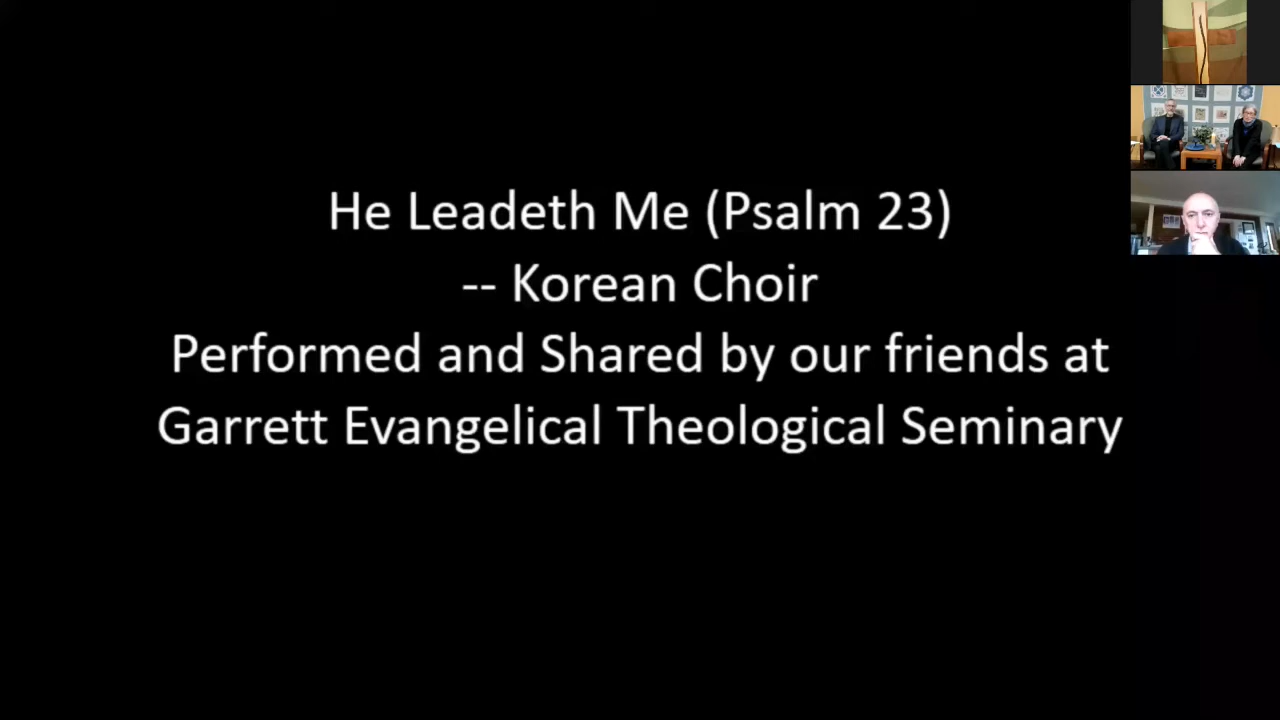 He Leadeth Me (Psalm 23)
-- Korean Choir
Performed and Shared by our friends at
Garrett Evangelical Theological Seminary